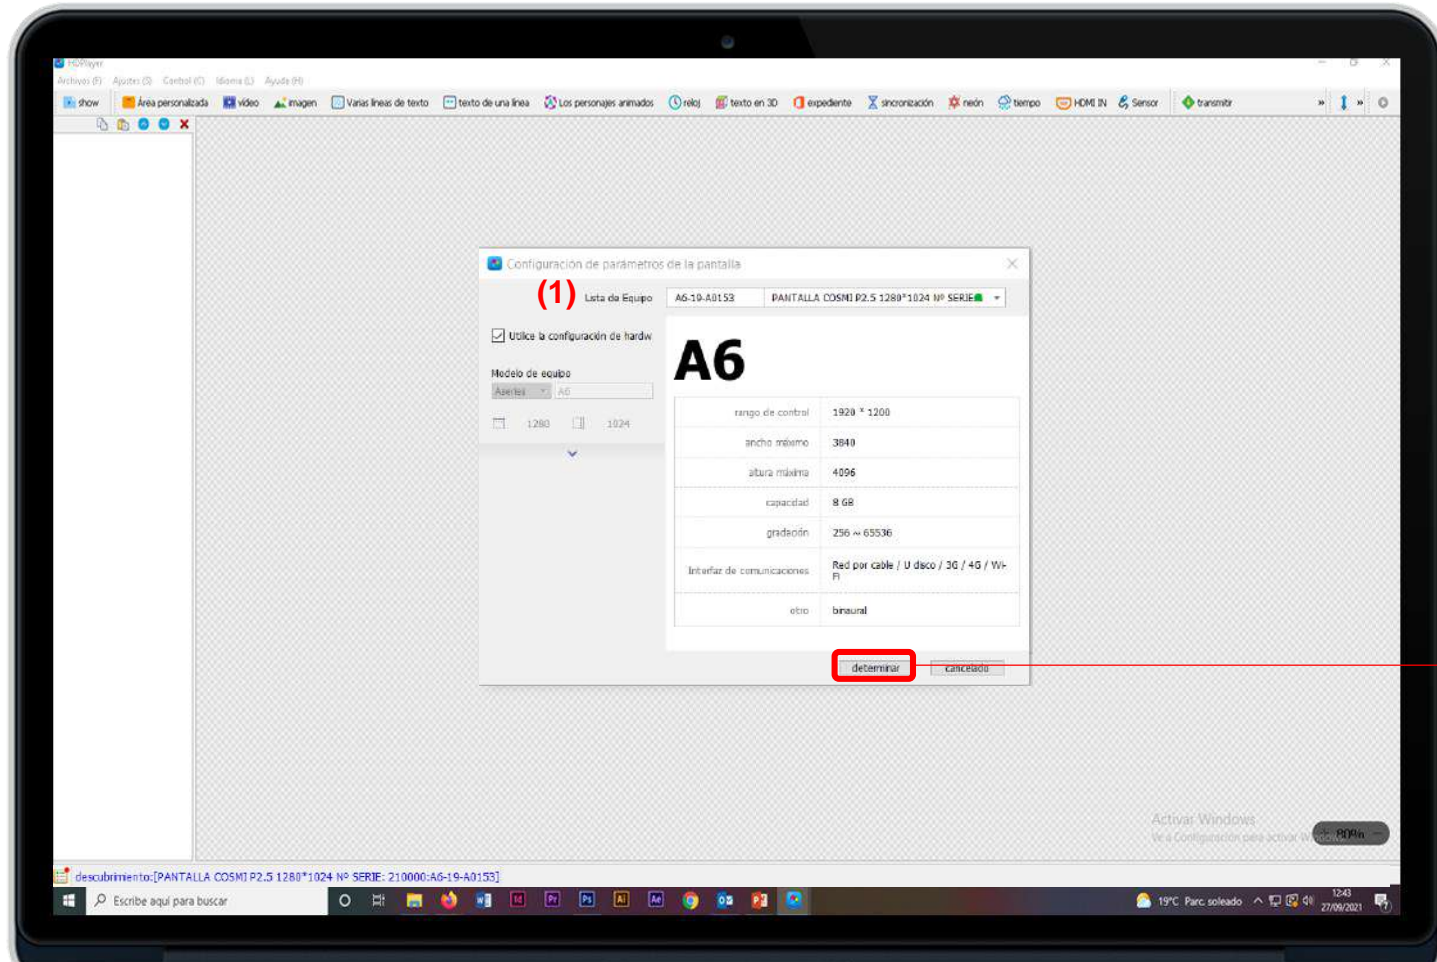 HDPlayer
Archivos (F) Ajustes (S) Control (C) Idioma (L) Ayuda (H)
show Área personalizada vídeo imagen Varias líneas de texto texto de una línea Los personajes animados reloj texto en 3D expediente sincronización neón tiempo HDMI IN Sensor transmitir
Configuración de parámetros de la pantalla
(1) Lista de Equipo A6-19-A0153 PANTALLA COSMI P2.5 1280*1024 Nº SERIE
Utilice la configuración de hardw
A6
Modelo de equipo
Aseries A6
1280 1024
rango de control 1920 * 1200
ancho máximo 3840
altura máxima 4096
capacidad 8 GB
gradación 256 ~ 65536
Interfaz de comunicaciones Red por cable / U disco / 3G / 4G / Wi-Fi
otro binaural
determinar cancelado
Activar Windows
Ve a Configuración para activar
80%
descubrimiento:[PANTALLA COSMI P2.5 1280*1024 Nº SERIE: 210000:A6-19-A0153]
Escribe aquí para buscar
19°C Parc. soleado
12:43
27/09/2021